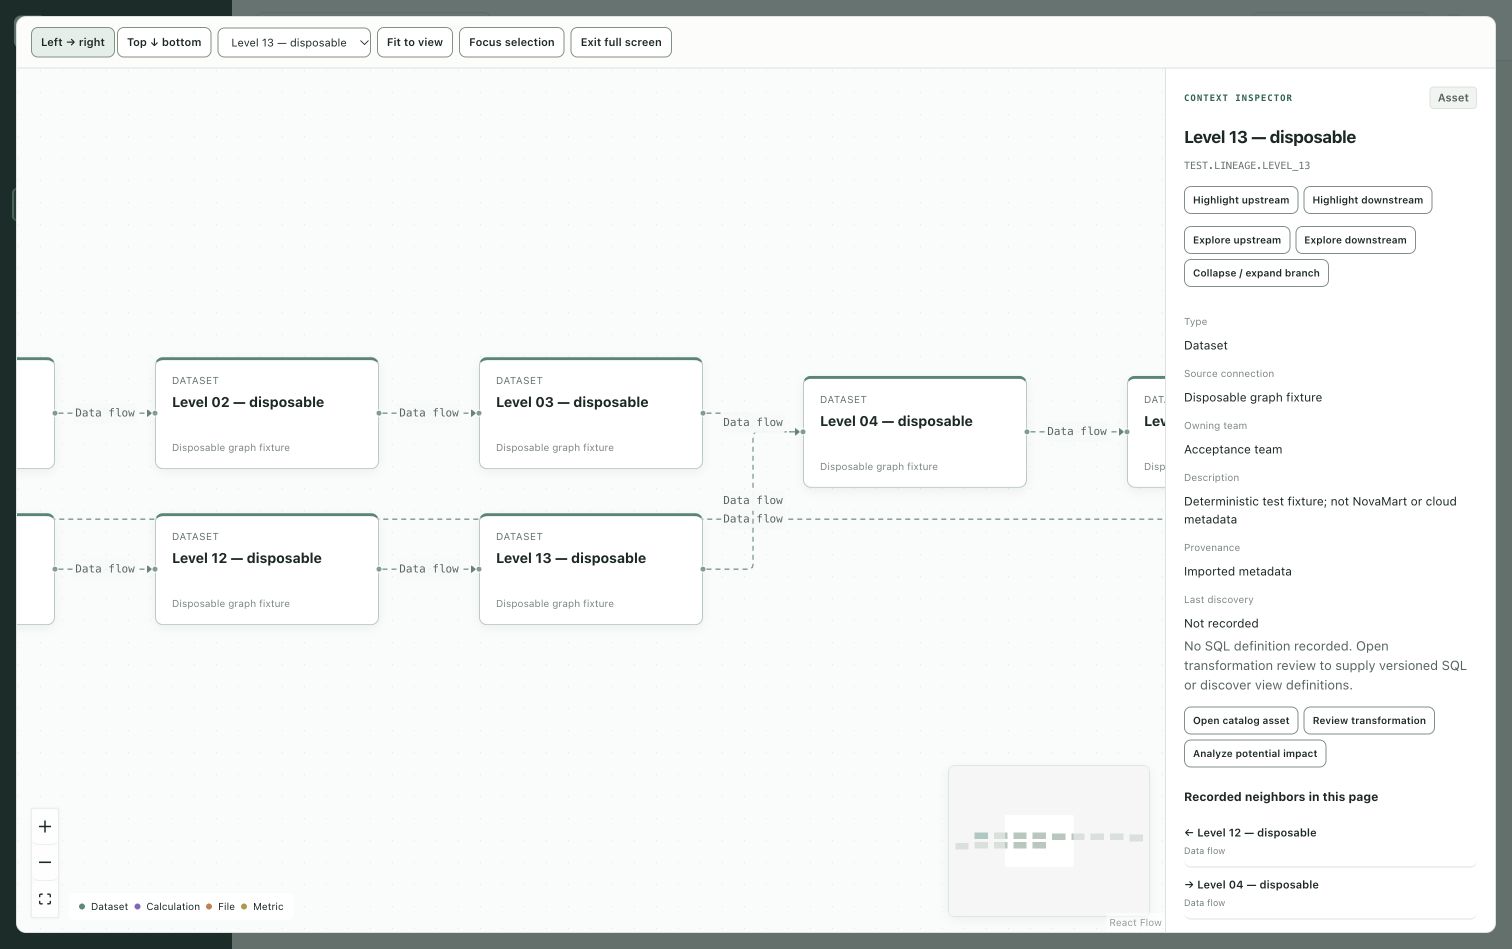 Left → right
Top ↓ bottom
Level 13 — disposable
Fit to view
Focus selection
Exit full screen
DATASET
Level 02 — disposable
Disposable graph fixture
DATASET
Level 03 — disposable
Disposable graph fixture
DATASET
Level 04 — disposable
Disposable graph fixture
DAT
Lev
Disp
Data flow
Data flow
Data flow
Data flow
Data flow
Data flow
DATASET
Level 12 — disposable
Disposable graph fixture
DATASET
Level 13 — disposable
Disposable graph fixture
Data flow
Data flow
Dataset
Calculation
File
Metric
React Flow
CONTEXT INSPECTOR
Asset
Level 13 — disposable
TEST.LINEAGE.LEVEL_13
Highlight upstream
Highlight downstream
Explore upstream
Explore downstream
Collapse / expand branch
Type
Dataset
Source connection
Disposable graph fixture
Owning team
Acceptance team
Description
Deterministic test fixture; not NovaMart or cloud
metadata
Provenance
Imported metadata
Last discovery
Not recorded
No SQL definition recorded. Open
transformation review to supply versioned SQL
or discover view definitions.
Open catalog asset
Review transformation
Analyze potential impact
Recorded neighbors in this page
← Level 12 — disposable
Data flow
→ Level 04 — disposable
Data flow